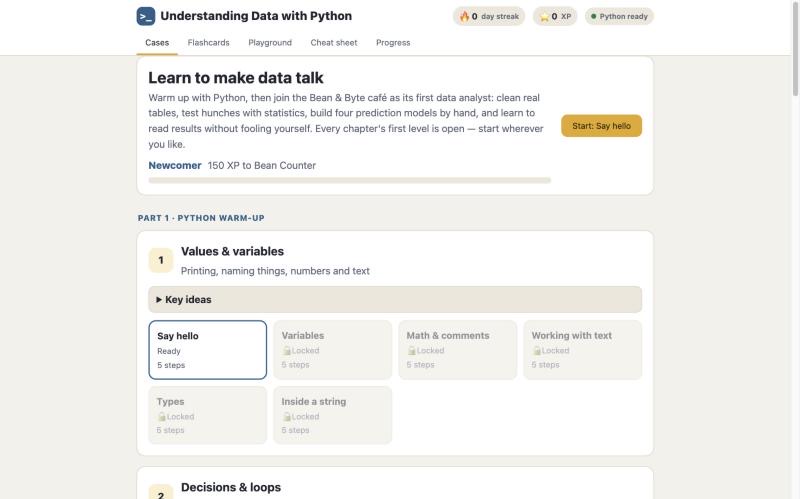 >_ Understanding Data with Python
🔥 0 day streak
⭐ 0 XP
Python ready
Cases
Flashcards
Playground
Cheat sheet
Progress
Learn to make data talk
Warm up with Python, then join the Bean & Byte café as its first data analyst: clean real
tables, test hunches with statistics, build four prediction models by hand, and learn to
read results without fooling yourself. Every chapter's first level is open — start wherever
you like.
Start: Say hello
Newcomer 150 XP to Bean Counter
PART 1 · PYTHON WARM-UP
1
Values & variables
Printing, naming things, numbers and text
▶ Key ideas
Say hello
Ready
5 steps
Variables
🔒Locked
5 steps
Math & comments
🔒Locked
5 steps
Working with text
🔒Locked
5 steps
Types
🔒Locked
5 steps
Inside a string
🔒Locked
5 steps
2
Decisions & loops